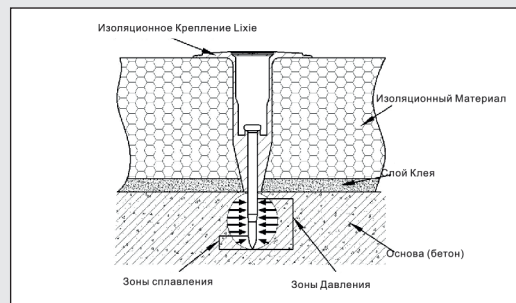 Изоляционное Крепление Lixie
Изоляционный Материал
Слой Клея
Основа (бетон)
Зоны сплавления
Зоны Давления